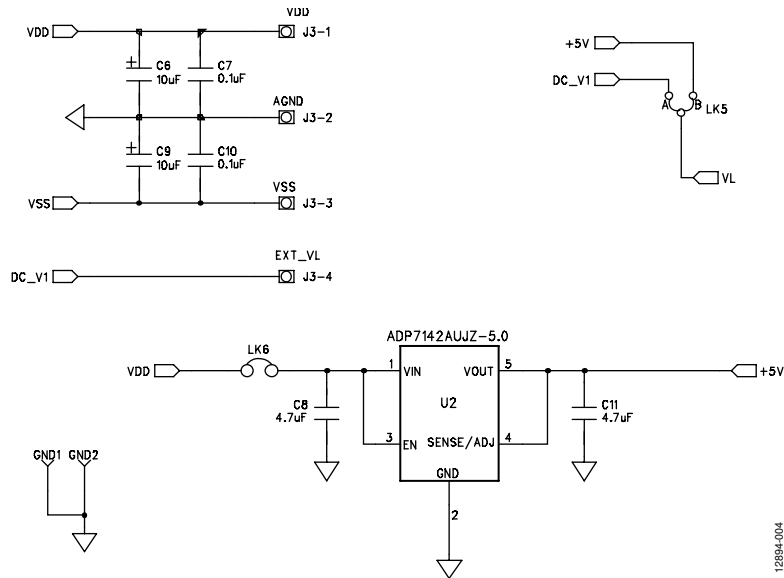 VDD
VDD
J3-1
C6
10uF
C7
0.1uF
AGND
J3-2
C9
10uF
C10
0.1uF
VSS
VSS
J3-3
EXT_VL
DC_V1
J3-4
+5V
DC_V1
A
B
LK5
VL
ADP7142AUJZ-5.0
VDD
LK6
1
VIN
VOUT
5
+5V
U2
C8
4.7uF
C11
4.7uF
3
EN
SENSE/ADJ
4
GND
2
GND1
GND2
12894-004